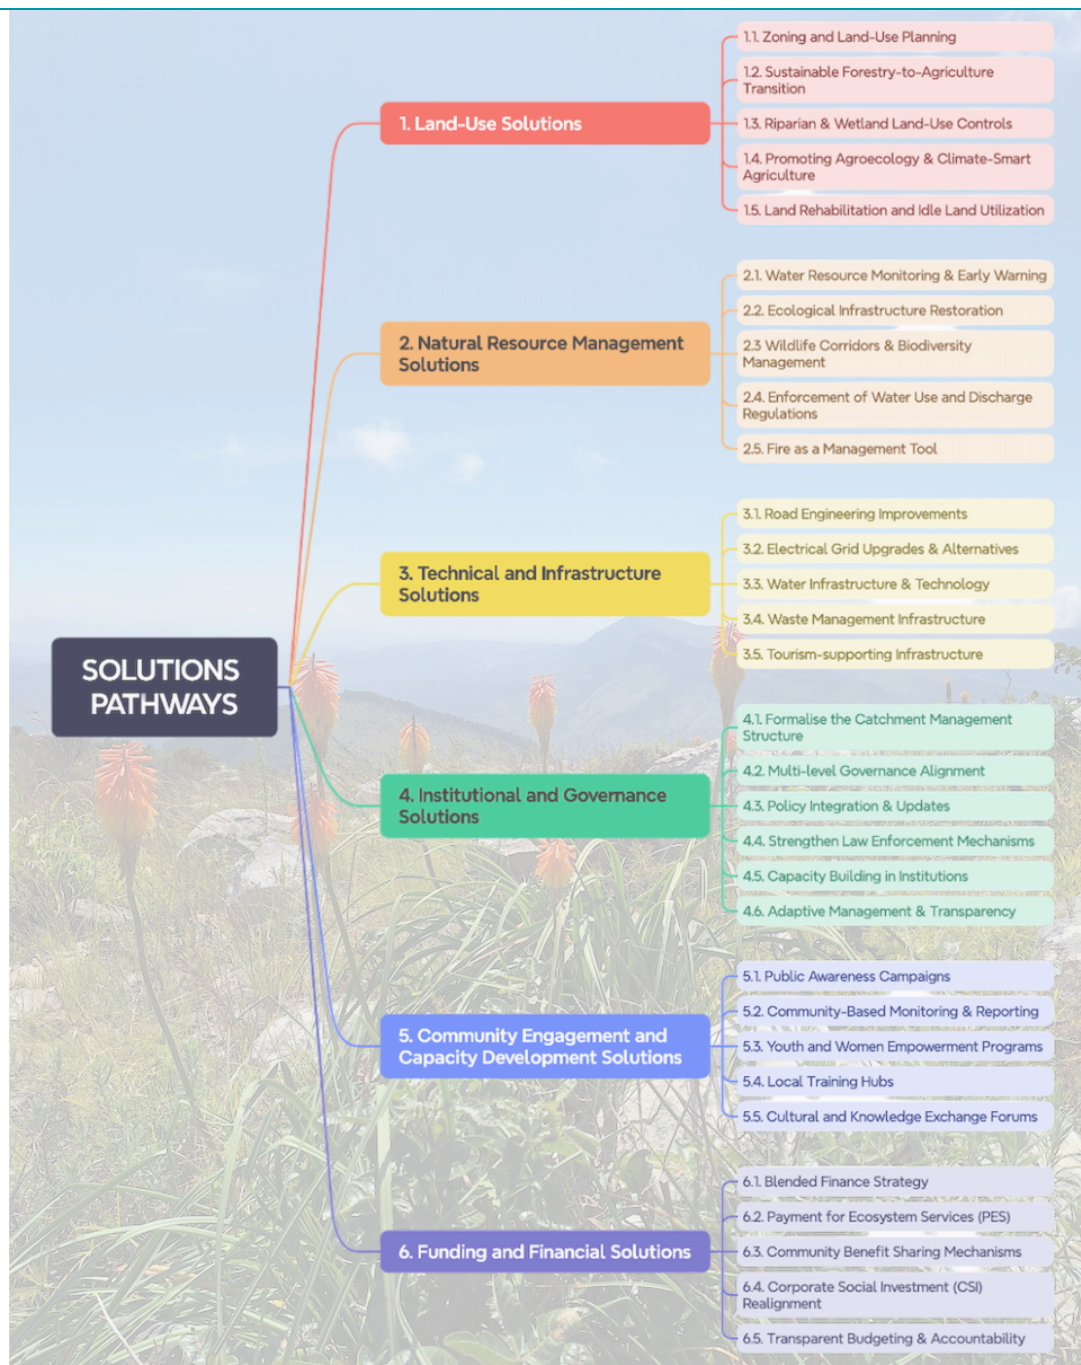 SOLUTIONS
PATHWAYS
1. Land-Use Solutions
1.1. Zoning and Land-Use Planning
1.2. Sustainable Forestry-to-Agriculture
Transition
1.3. Riparian & Wetland Land-Use Controls
1.4. Promoting Agroecology & Climate-Smart
Agriculture
1.5. Land Rehabilitation and Idle Land Utilization
2. Natural Resource Management
Solutions
2.1. Water Resource Monitoring & Early Warning
2.2. Ecological Infrastructure Restoration
2.3 Wildlife Corridors & Biodiversity
Management
2.4. Enforcement of Water Use and Discharge
Regulations
2.5. Fire as a Management Tool
3. Technical and Infrastructure
Solutions
3.1. Road Engineering Improvements
3.2. Electrical Grid Upgrades & Alternatives
3.3. Water Infrastructure & Technology
3.4. Waste Management Infrastructure
3.5. Tourism-supporting Infrastructure
4. Institutional and Governance
Solutions
4.1. Formalise the Catchment Management
Structure
4.2. Multi-level Governance Alignment
4.3. Policy Integration & Updates
4.4. Strengthen Law Enforcement Mechanisms
4.5. Capacity Building in Institutions
4.6. Adaptive Management & Transparency
5. Community Engagement and
Capacity Development Solutions
5.1. Public Awareness Campaigns
5.2. Community-Based Monitoring & Reporting
5.3. Youth and Women Empowerment Programs
5.4. Local Training Hubs
5.5. Cultural and Knowledge Exchange Forums
6. Funding and Financial Solutions
6.1. Blended Finance Strategy
6.2. Payment for Ecosystem Services (PES)
6.3. Community Benefit Sharing Mechanisms
6.4. Corporate Social Investment (CSI)
Realignment
6.5. Transparent Budgeting & Accountability